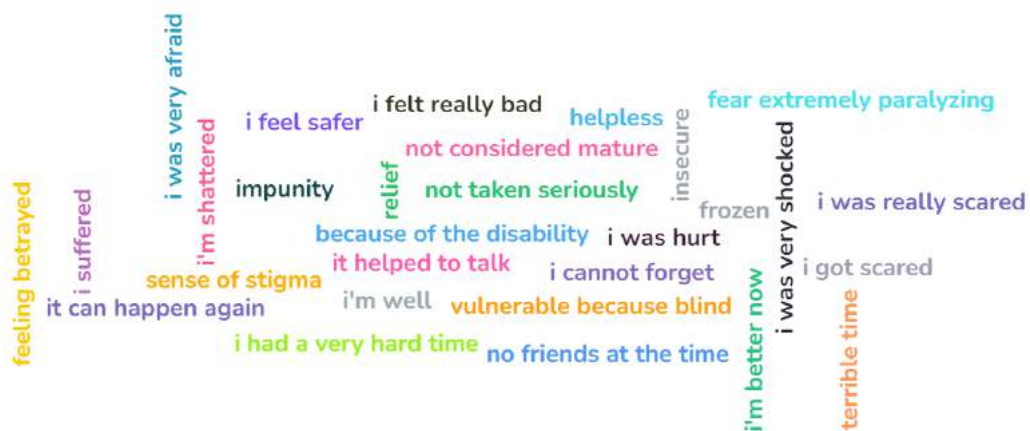 i was very afraid
i felt really bad
fear extremely paralyzing
i feel safer
helpless
insecure
i'm shattered
not considered mature
i was very shocked
impunity
relief
not taken seriously
i was really scared
feeling betrayed
i suffered
frozen
because of the disability
i was hurt
it helped to talk
i cannot forget
i got scared
sense of stigma
it can happen again
i'm well
vulnerable because blind
i'm better now
terrible time
i had a very hard time
no friends at the time